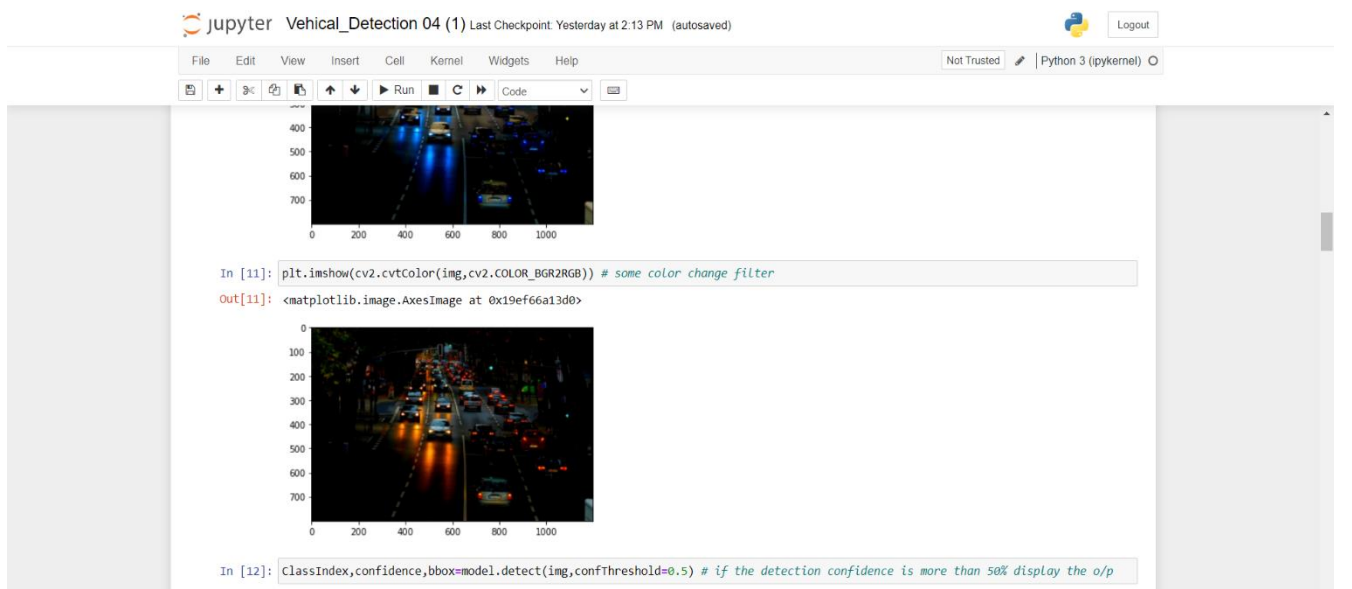 jupyter Vehical_Detection 04 (1) Last Checkpoint: Yesterday at 2:13 PM (autosaved)
Logout
File Edit View Insert Cell Kernel Widgets Help
Not Trusted Python 3 (ipykernel)
Run Code
400
500
600
700
0 200 400 600 800 1000
In [11]: plt.imshow(cv2.cvtColor(img,cv2.COLOR_BGR2RGB)) # some color change filter
Out[11]: <matplotlib.image.AxesImage at 0x19ef66a13d0>
0
100
200
300
400
500
600
700
0 200 400 600 800 1000
In [12]: ClassIndex,confidence,bbox=model.detect(img,confThreshold=0.5) # if the detection confidence is more than 50% display the o/p